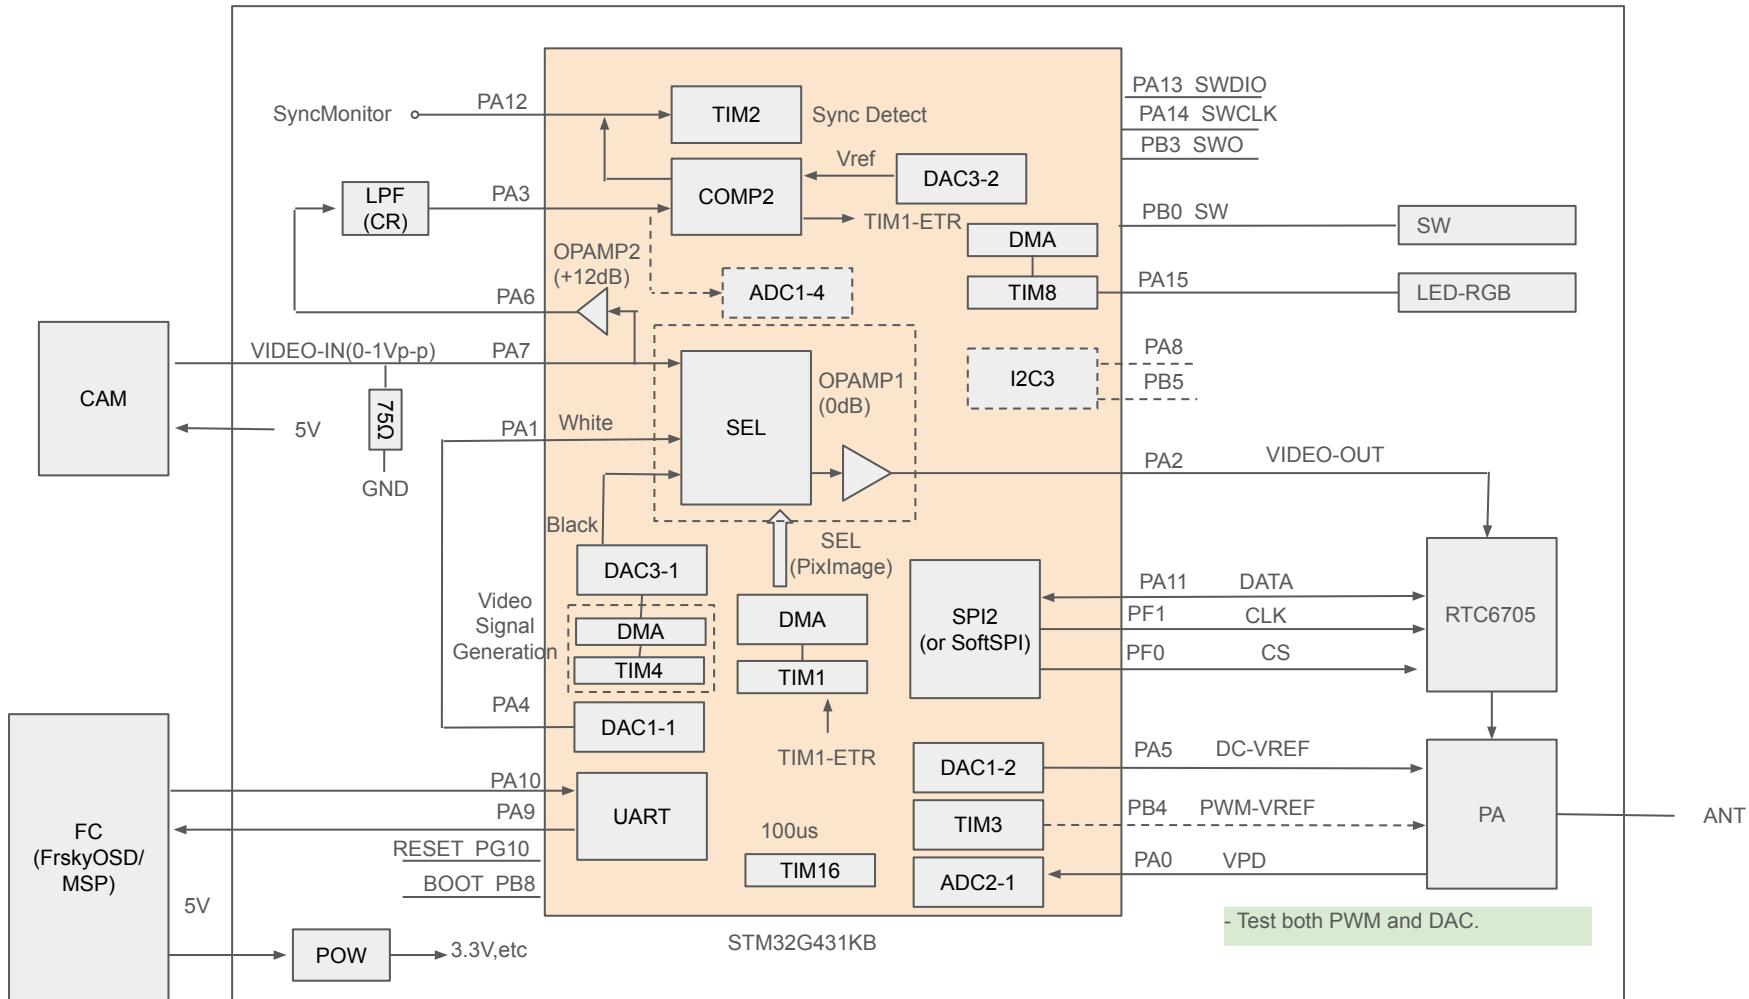 SyncMonitor
PA12
TIM2
Sync Detect
PA13  SWDIO
PA14  SWCLK
PB3  SWO
LPF
(CR)
PA3
COMP2
Vref
DAC3-2
TIM1-ETR
PB0  SW
SW
DMA
OPAMP2
(+12dB)
ADC1-4
TIM8
PA15
LED-RGB
PA6
CAM
VIDEO-IN(0-1Vp-p)
PA7
75Ω
GND
5V
PA1
White
SEL
OPAMP1
(0dB)
I2C3
PA8
PB5
PA2
VIDEO-OUT
Black
SEL
(PixImage)
DAC3-1
Video
Signal
Generation
DMA
TIM4
DMA
TIM1
TIM1-ETR
SPI2
(or SoftSPI)
PA11
DATA
PF1
CLK
PF0
CS
RTC6705
PA4
DAC1-1
DAC1-2
PA5
DC-VREF
TIM3
PB4
PWM-VREF
ADC2-1
PA0
VPD
PA
ANT
FC
(FrskyOSD/
MSP)
PA10
PA9
UART
RESET  PG10
BOOT  PB8
100us
TIM16
5V
POW
3.3V,etc
STM32G431KB
- Test both PWM and DAC.